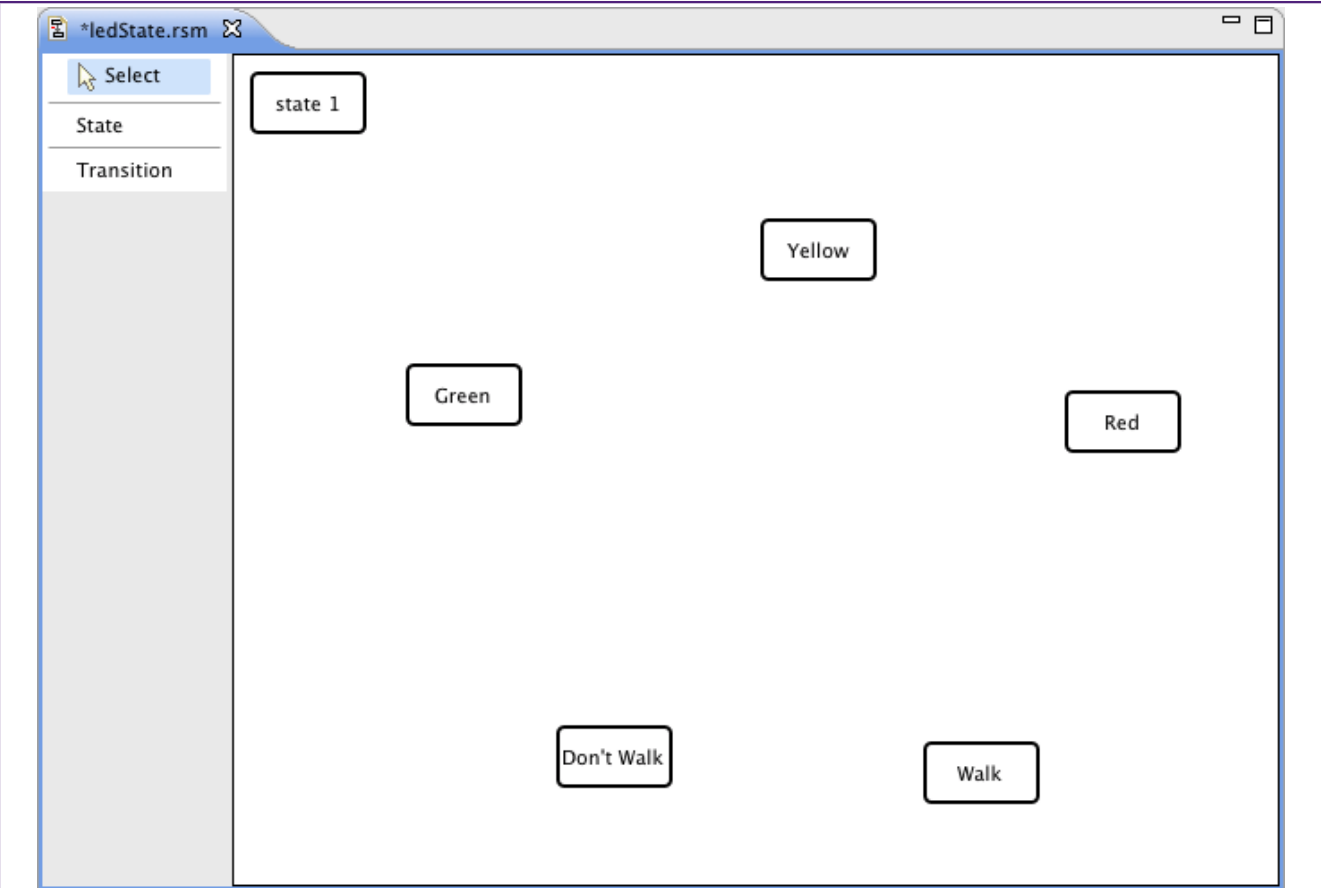 *ledState.rsm
Select
State
Transition
state 1
Yellow
Green
Red
Don't Walk
Walk